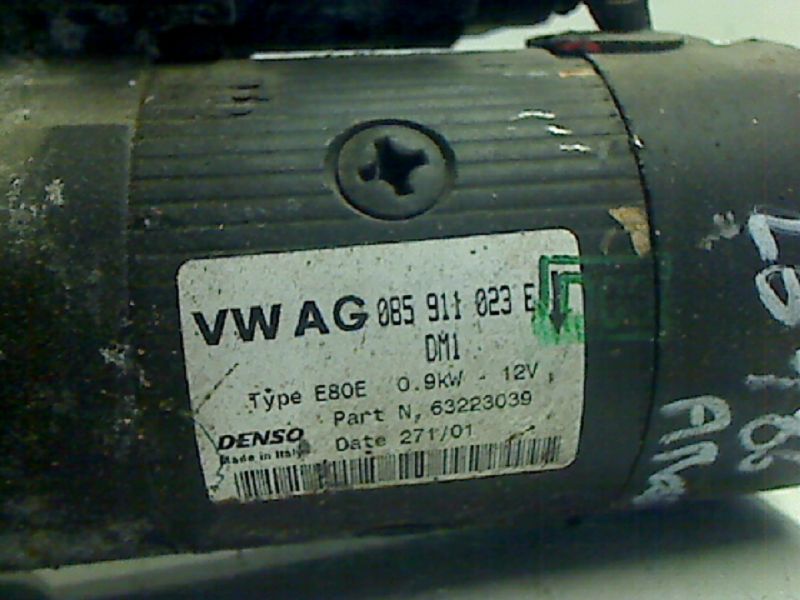 VW AG 085 911 023 E
DM1
Type E80E 0.9kW - 12V
Part N. 63223039
DENSO Date 271/01
Made in Italy